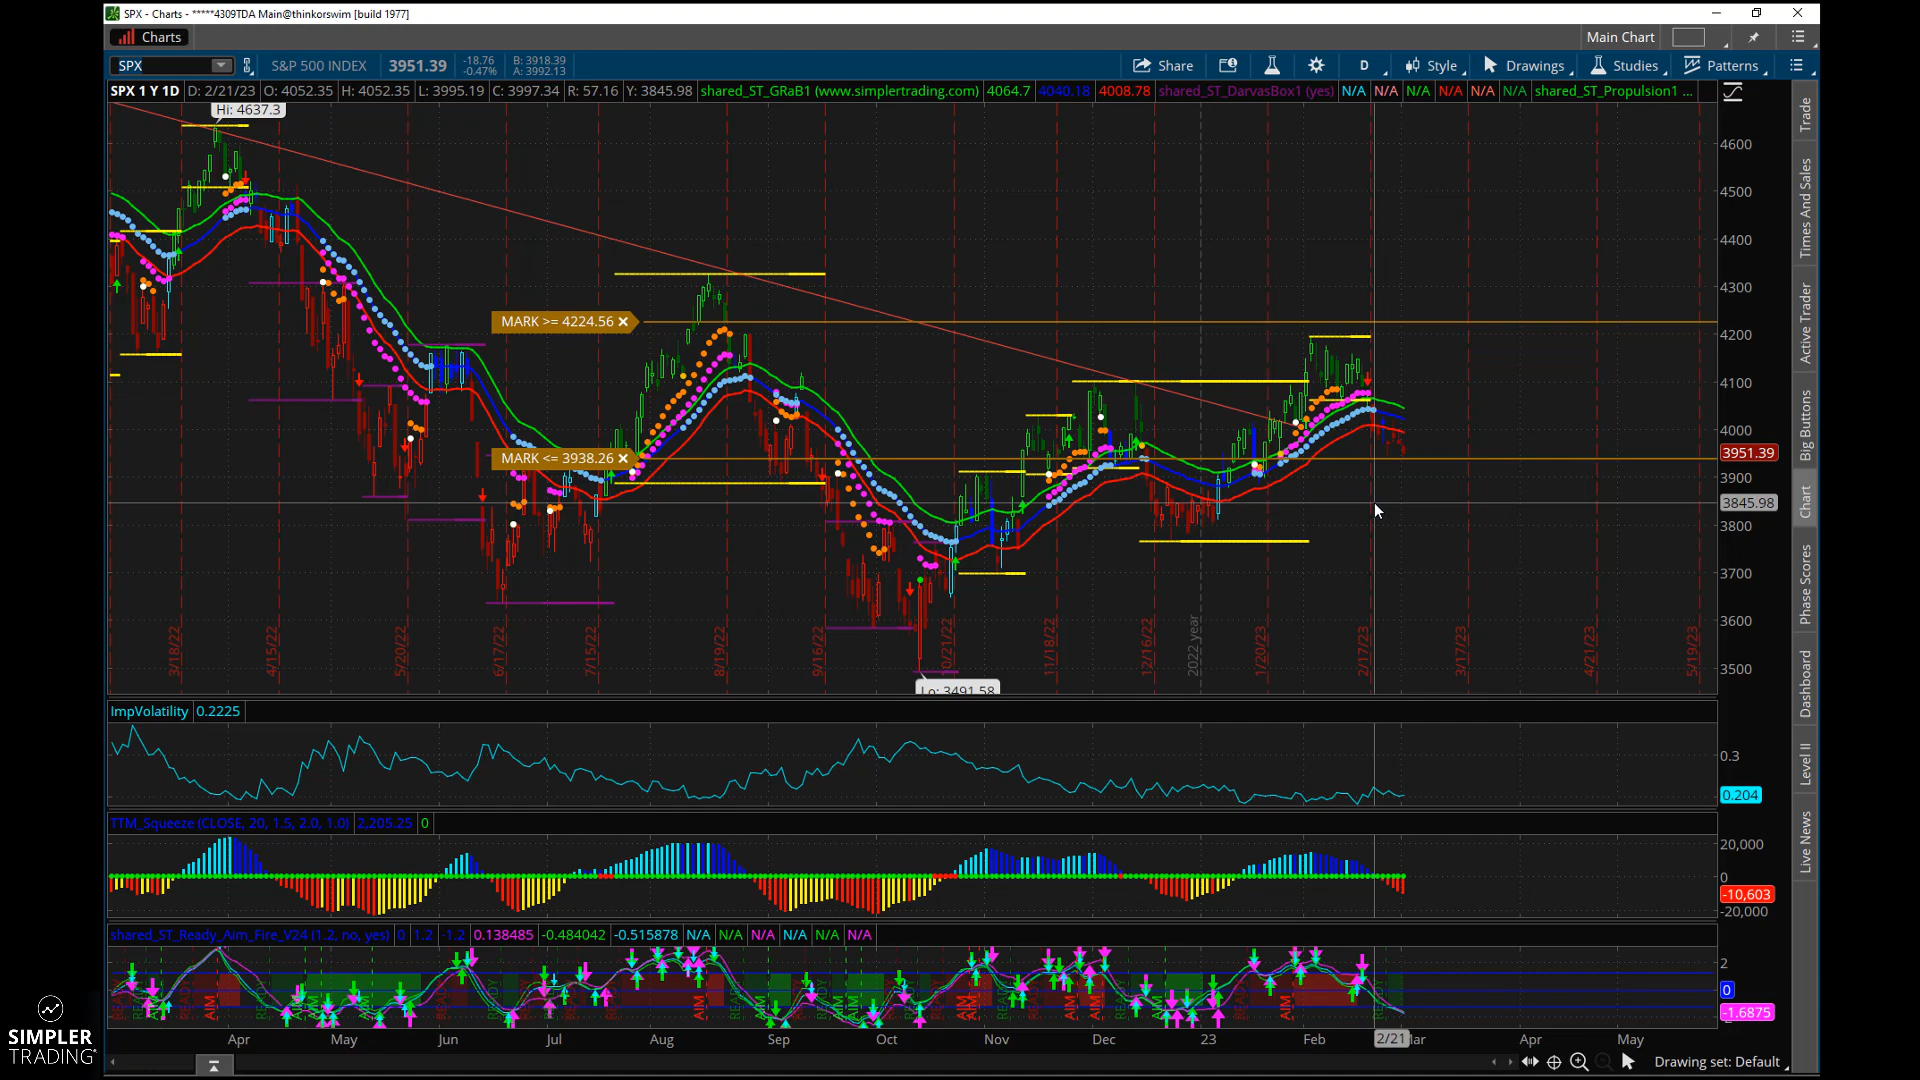 SPX - Charts - *****4309TDA Main@thinkorswim [build 1977]
Charts
Main Chart
SPX
S&P 500 INDEX
3951.39
-18.76
-0.47%
B: 3918.39
A: 3992.13
Share
D
Style
Drawings
Studies
Patterns
SPX 1 Y 1D
D: 2/21/23
O: 4052.35
H: 4052.35
L: 3995.19
C: 3997.34
R: 57.16
Y: 3845.98
shared_ST_GRaB1 (www.simplertrading.com)
4064.7
4040.18
4008.78
shared_ST_DarvasBox1 (yes)
N/A
N/A
N/A
N/A
N/A
N/A
shared_ST_Propulsion1 ...
Hi: 4637.3
MARK >= 4224.56
MARK <= 3938.26
Lo: 3491.58
4600
4500
4400
4300
4200
4100
4000
3951.39
3900
3845.98
3800
3700
3600
3500
3/18/22
4/15/22
5/20/22
6/17/22
7/15/22
8/19/22
9/16/22
10/21/22
11/18/22
12/16/22
2022 year
1/20/23
2/17/23
3/17/23
4/21/23
5/19/23
ImpVolatility
0.2225
0.3
0.204
TTM_Squeeze (CLOSE, 20, 1.5, 2.0, 1.0)
2,205.25
0
20,000
0
-10,603
-20,000
shared_ST_Ready_Aim_Fire_V24 (1.2, no, yes)
0
1.2
-1.2
0.138485
-0.484042
-0.515878
N/A
N/A
N/A
N/A
N/A
N/A
2
0
-1.6875
Apr
May
Jun
Jul
Aug
Sep
Oct
Nov
Dec
23
Feb
2/21
Apr
May
Drawing set: Default
Trade
Times And Sales
Active Trader
Big Buttons
Chart
Phase Scores
Dashboard
Level II
Live News
SIMPLER
TRADING